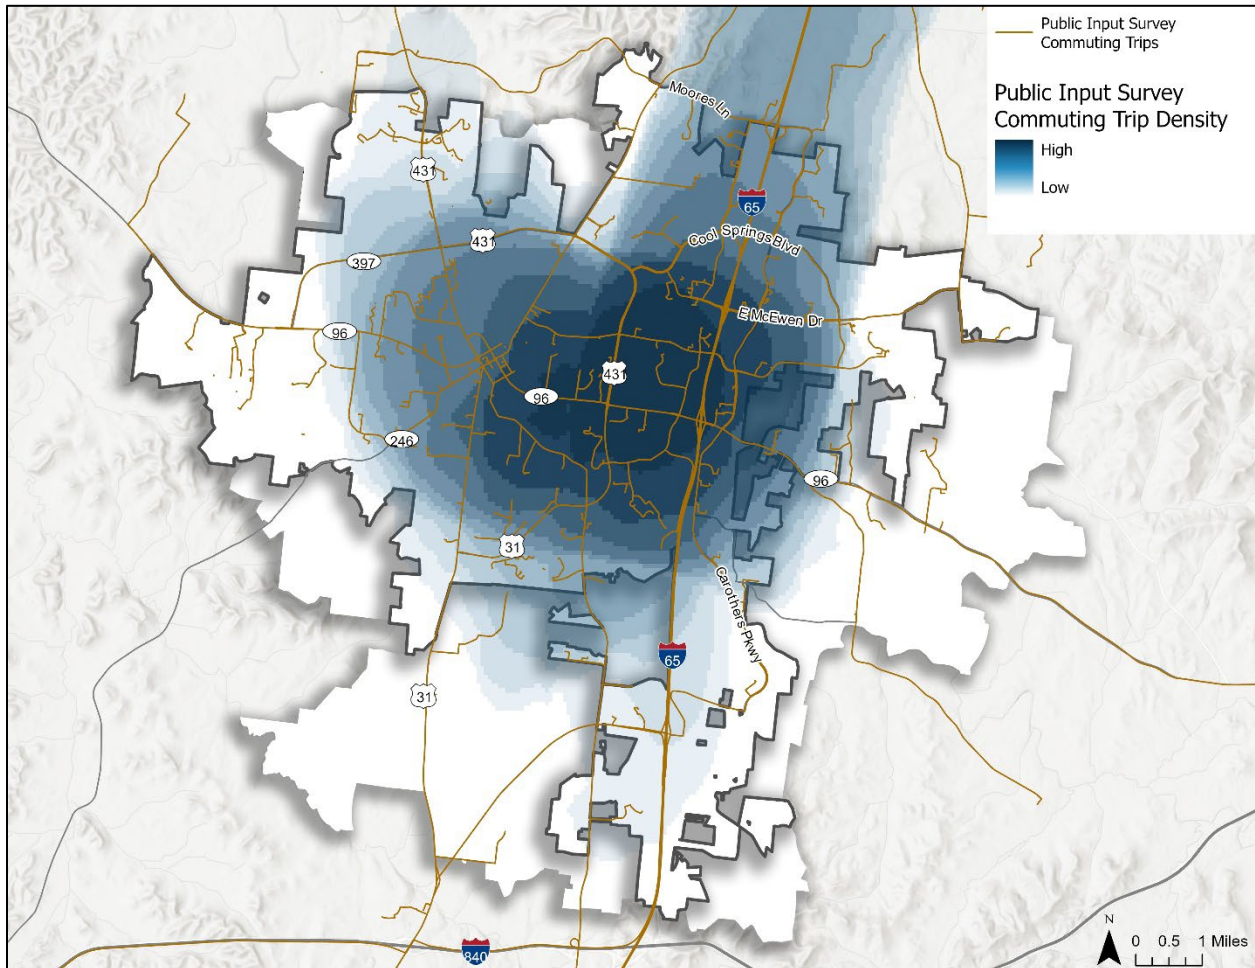 Public Input Survey
Commuting Trips
Public Input Survey
Commuting Trip Density
High
Low
Moores Ln
431
65
Cool Springs Blvd
431
397
E McEwen Dr
96
431
96
246
96
31
Carothers Pkwy
65
31
840
N
0 0.5 1 Miles